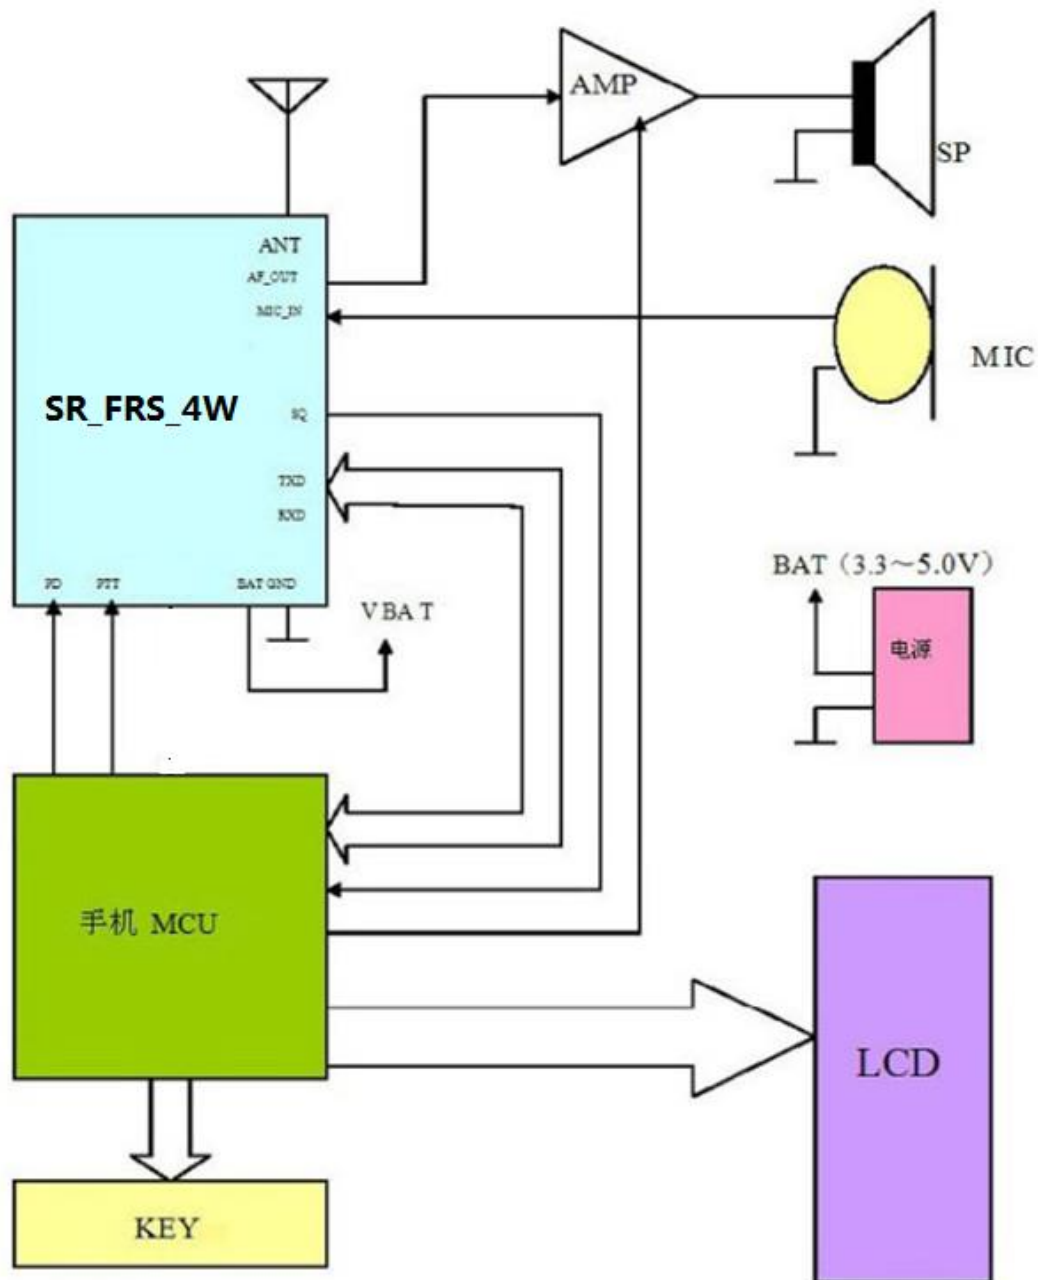 AMP
SP
ANT
AF_OUT
MIC_IN
MIC
SR_FRS_4W
SQ
TXD
RXD
PD PTT BAT GND
BAT（3.3～5.0V）
VBAT
电源
手机 MCU
LCD
KEY